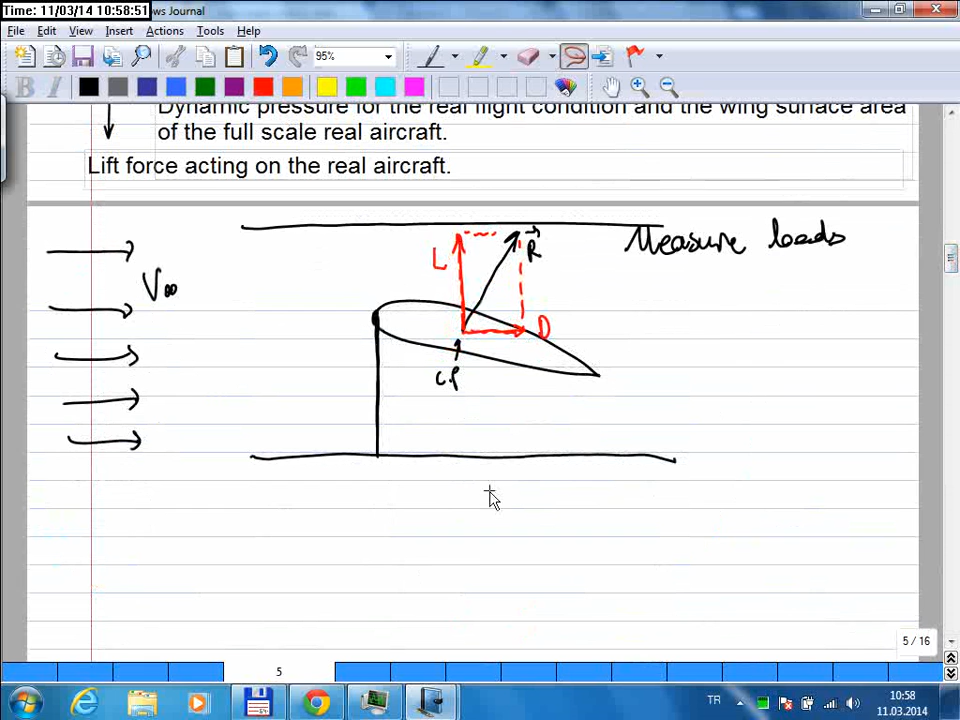 Time: 11/03/14 10:58:51
ws Journal
File Edit View Insert Actions Tools Help
95%
B I
Dynamic pressure for the real flight condition and the wing surface area
of the full scale real aircraft.
Lift force acting on the real aircraft.
Measure loads
L
R
V∞
D
C.P
5 / 16
5
TR
10:58
11.03.2014